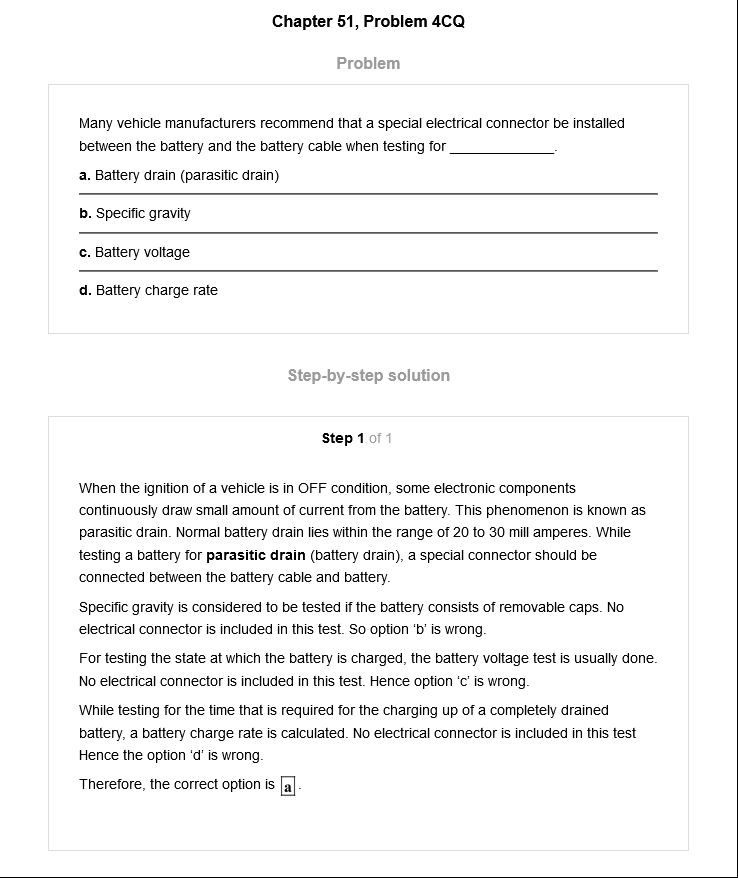 Chapter 51, Problem 4CQ
Problem
Many vehicle manufacturers recommend that a special electrical connector be installed
between the battery and the battery cable when testing for _____________.
a. Battery drain (parasitic drain)
b. Specific gravity
c. Battery voltage
d. Battery charge rate
Step-by-step solution
Step 1 of 1
When the ignition of a vehicle is in OFF condition, some electronic components
continuously draw small amount of current from the battery. This phenomenon is known as
parasitic drain. Normal battery drain lies within the range of 20 to 30 mill amperes. While
testing a battery for parasitic drain (battery drain), a special connector should be
connected between the battery cable and battery.
Specific gravity is considered to be tested if the battery consists of removable caps. No
electrical connector is included in this test. So option ‘b’ is wrong.
For testing the state at which the battery is charged, the battery voltage test is usually done.
No electrical connector is included in this test. Hence option ‘c’ is wrong.
While testing for the time that is required for the charging up of a completely drained
battery, a battery charge rate is calculated. No electrical connector is included in this test
Hence the option ‘d’ is wrong.
Therefore, the correct option is a.